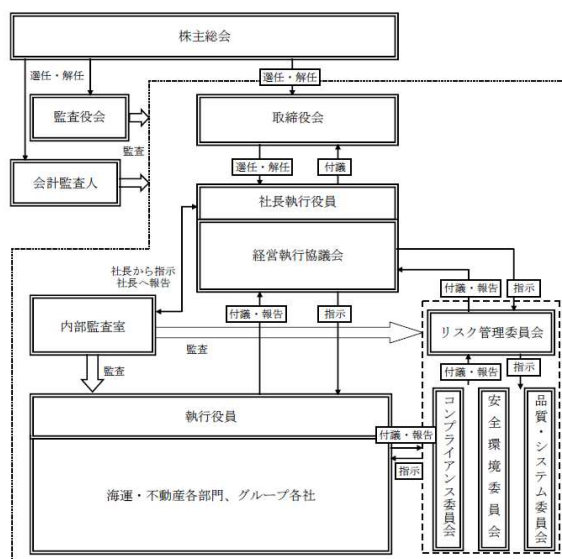 株主総会
選任・解任
選任・解任
監査役会
監査
取締役会
会計監査人
選任・解任
付議
社長執行役員
経営執行協議会
社長から指示
社長へ報告
付議・報告
指示
内部監査室
監査
付議・報告
指示
リスク管理委員会
監査
付議・報告
指示
執行役員
付議・報告
指示
海運・不動産各部門、グループ各社
コンプライアンス委員会
安全環境委員会
品質・システム委員会